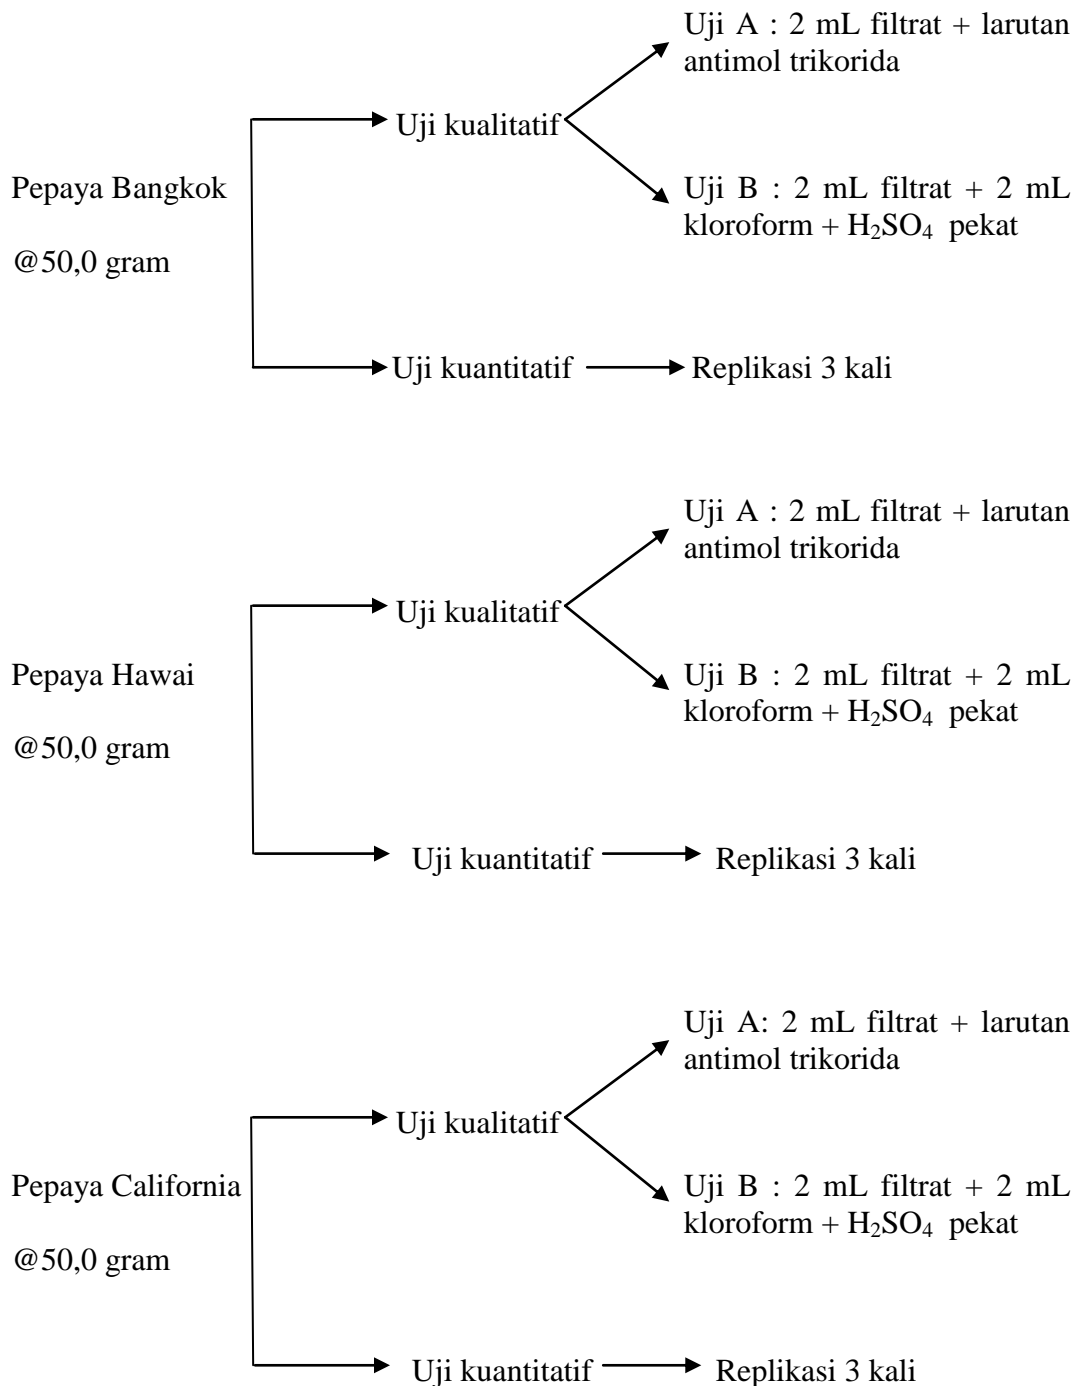 Uji A : 2 mL filtrat + larutan
antimol trikorida
Uji kualitatif
Pepaya Bangkok
Uji B : 2 mL filtrat + 2 mL
kloroform + H₂SO₄ pekat
@50,0 gram
Uji kuantitatif
Replikasi 3 kali
Uji A : 2 mL filtrat + larutan
antimol trikorida
Uji kualitatif
Pepaya Hawai
Uji B : 2 mL filtrat + 2 mL
kloroform + H₂SO₄ pekat
@50,0 gram
Uji kuantitatif
Replikasi 3 kali
Uji A: 2 mL filtrat + larutan
antimol trikorida
Uji kualitatif
Pepaya California
Uji B : 2 mL filtrat + 2 mL
kloroform + H₂SO₄ pekat
@50,0 gram
Uji kuantitatif
Replikasi 3 kali